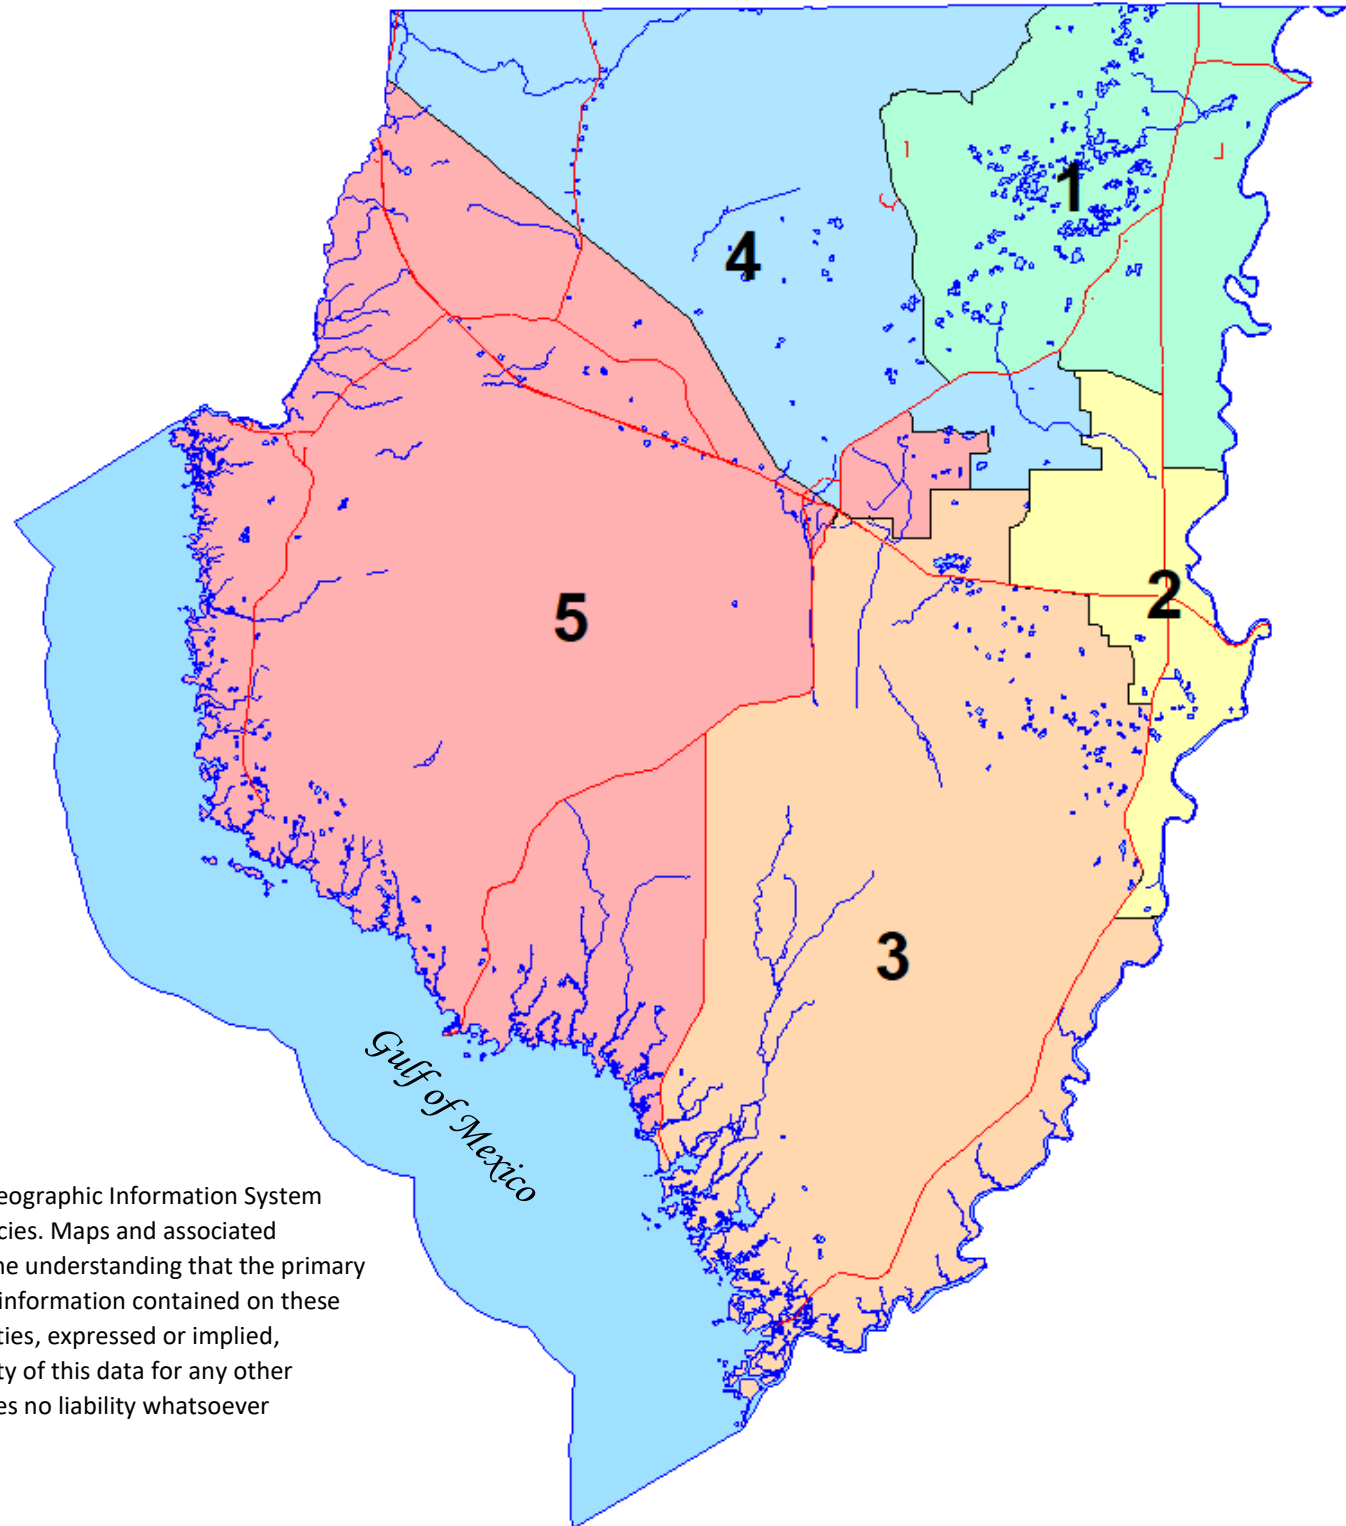 1
4
5
2
3
Gulf of Mexico
eographic Information System
cies. Maps and associated
ne understanding that the primary
information contained on these
ties, expressed or implied,
ty of this data for any other
es no liability whatsoever